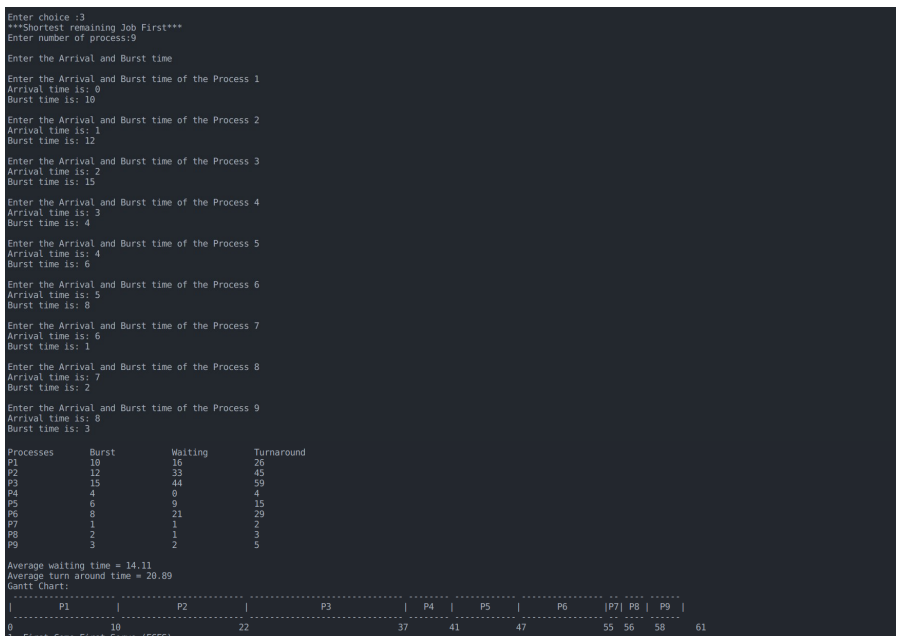 Enter choice :3
***Shortest remaining Job First***
Enter number of process:9
Enter the Arrival and Burst time
Enter the Arrival and Burst time of the Process 1
Arrival time is: 0
Burst time is: 10
Enter the Arrival and Burst time of the Process 2
Arrival time is: 1
Burst time is: 12
Enter the Arrival and Burst time of the Process 3
Arrival time is: 2
Burst time is: 15
Enter the Arrival and Burst time of the Process 4
Arrival time is: 3
Burst time is: 4
Enter the Arrival and Burst time of the Process 5
Arrival time is: 4
Burst time is: 6
Enter the Arrival and Burst time of the Process 6
Arrival time is: 5
Burst time is: 8
Enter the Arrival and Burst time of the Process 7
Arrival time is: 6
Burst time is: 1
Enter the Arrival and Burst time of the Process 8
Arrival time is: 7
Burst time is: 2
Enter the Arrival and Burst time of the Process 9
Arrival time is: 8
Burst time is: 3
Processes Burst Waiting Turnaround
P1 10 16 26
P2 12 33 45
P3 15 44 59
P4 4 0 4
P5 6 9 15
P6 8 21 29
P7 1 1 2
P8 2 1 3
P9 3 2 5
Average waiting time = 14.11
Average turn around time = 20.89
Gantt Chart:
| P1 | P2 | P3 | P4 | P5 | P6 |P7| P8 | P9 |
0 10 22 37 41 47 55 56 58 61